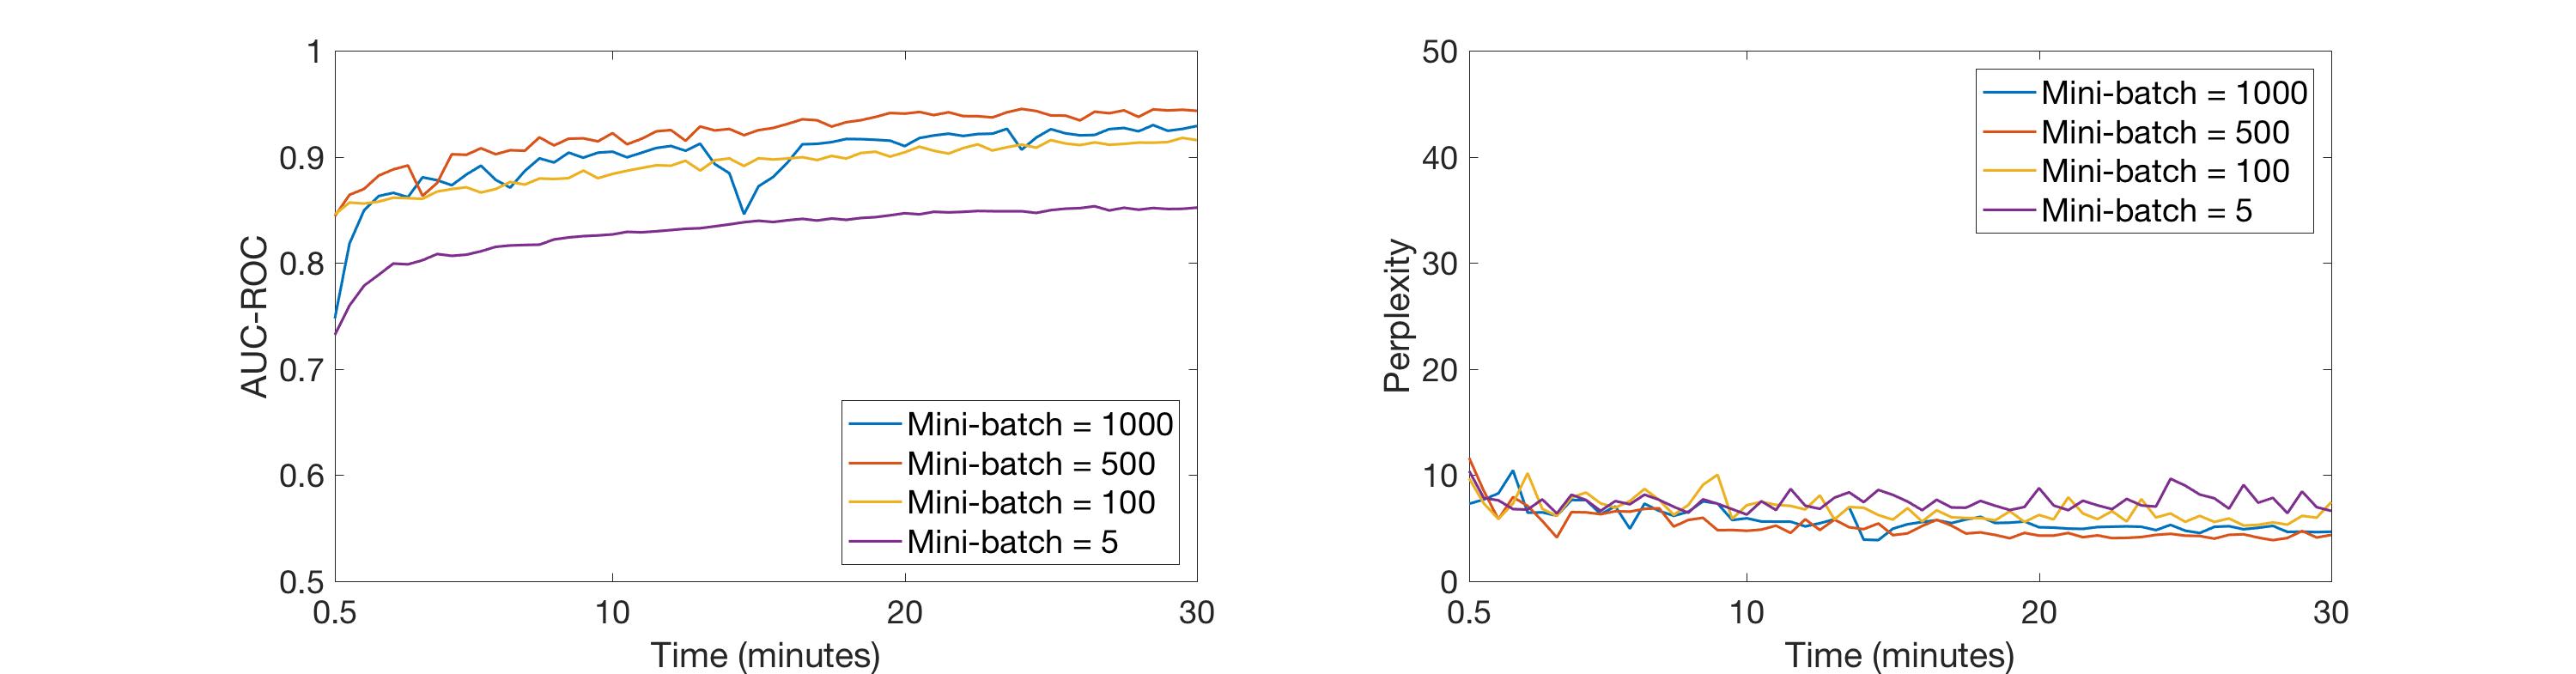 1
0.9
0.8
0.7
0.6
0.5
AUC-ROC
0.5
10
20
30
Time (minutes)
Mini-batch = 1000
Mini-batch = 500
Mini-batch = 100
Mini-batch = 5
50
40
30
20
10
0
Perplexity
0.5
10
20
30
Time (minutes)
Mini-batch = 1000
Mini-batch = 500
Mini-batch = 100
Mini-batch = 5